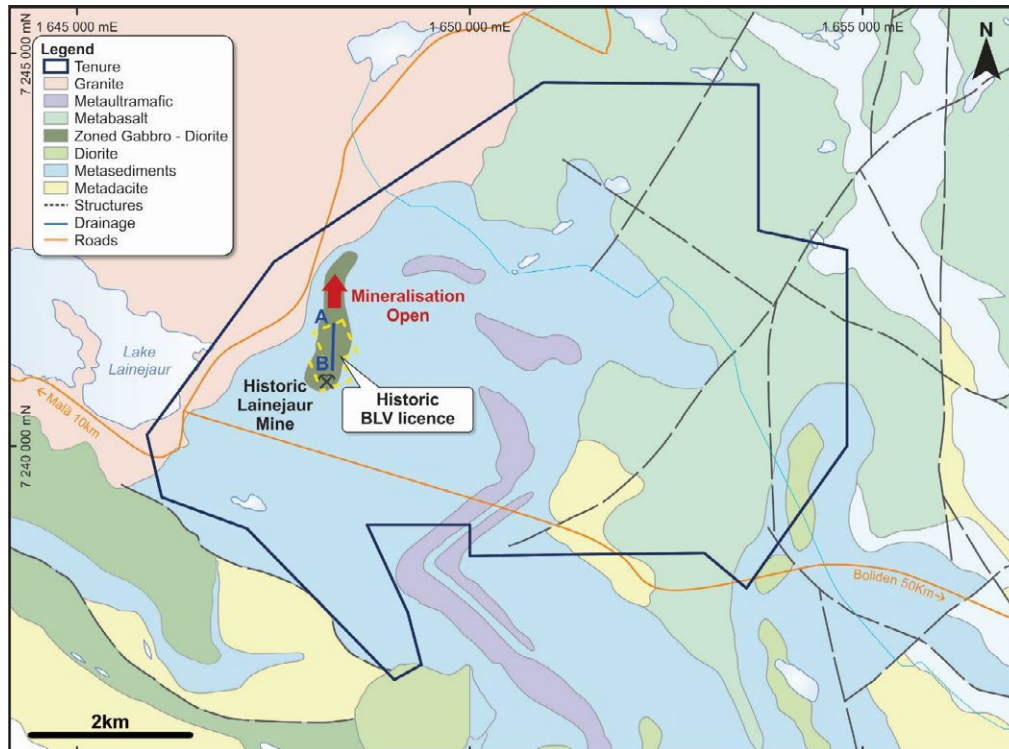 1 645 000 mE
1 650 000 mE
1 655 000 mE
7 245 000 mN
N
Legend
Tenure
Granite
Metaultramafic
Metabasalt
Zoned Gabbro - Diorite
Diorite
Metasediments
Metadacite
Structures
Drainage
Roads
Mineralisation
Open
A
B
Lake
Lainejaur
Historic
Lainejaur
Mine
Historic
BLV licence
← Malå 10km
7 240 000 mN
Boliden 50Km→
2km